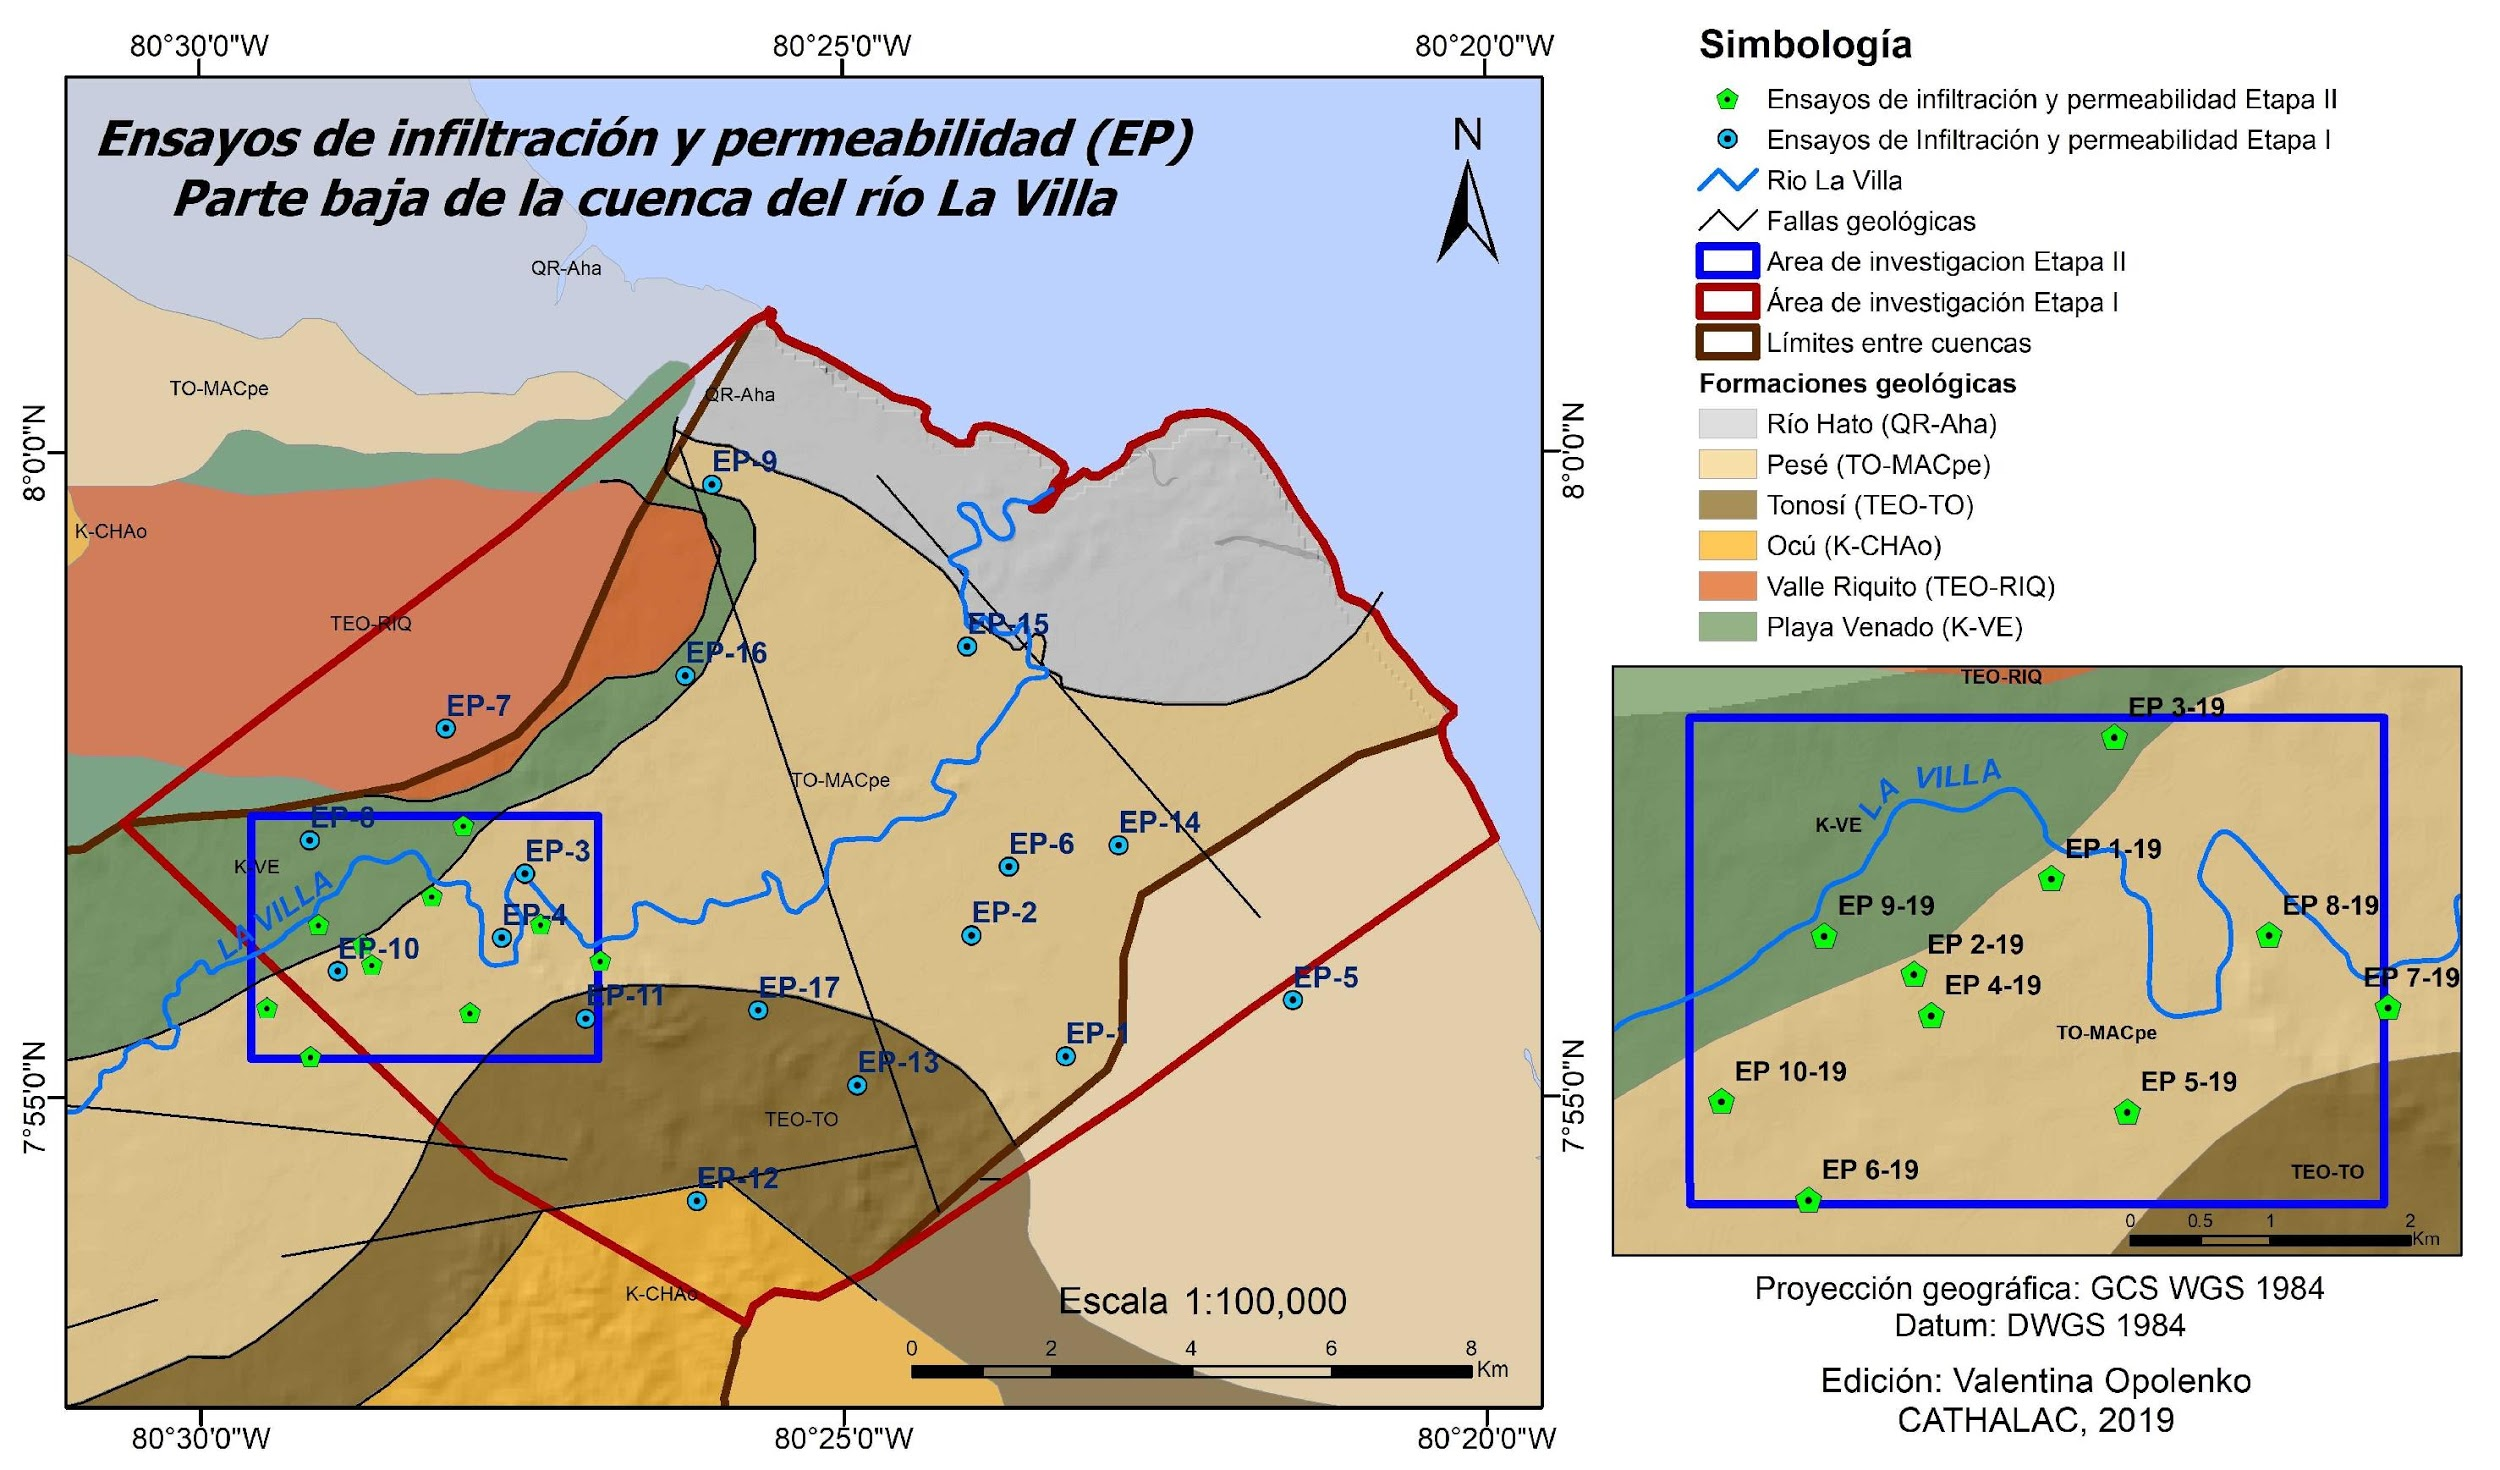 80°30'0"W
80°25'0"W
80°20'0"W
Ensayos de infiltración y permeabilidad (EP)
Parte baja de la cuenca del río La Villa
N
QR-Aha
TO-MACpe
QR-Aha
8°0'0"N
8°0'0"N
EP-9
K-CHAo
TEO-RIQ
EP-15
EP-16
EP-7
TO-MACpe
EP-8
EP-14
EP-6
EP-3
K-VE
LA VILLA
EP-4
EP-2
EP-10
EP-5
EP-17
EP-11
EP-1
EP-13
7°55'0"N
7°55'0"N
TEO-TO
EP-12
K-CHAo
Escala 1:100,000
0 2 4 6 8
Km
80°30'0"W
80°25'0"W
80°20'0"W
Simbología
Ensayos de infiltración y permeabilidad Etapa II
Ensayos de Infiltración y permeabilidad Etapa I
Rio La Villa
Fallas geológicas
Area de investigacion Etapa II
Área de investigación Etapa I
Límites entre cuencas
Formaciones geológicas
Río Hato (QR-Aha)
Pesé (TO-MACpe)
Tonosí (TEO-TO)
Ocú (K-CHAo)
Valle Riquito (TEO-RIQ)
Playa Venado (K-VE)
TEO-RIQ
EP 3-19
LA VILLA
K-VE
EP 1-19
EP 9-19
EP 8-19
EP 2-19
EP 7-19
EP 4-19
TO-MACpe
EP 10-19
EP 5-19
EP 6-19
TEO-TO
0 0.5 1 2
Km
Proyección geográfica: GCS WGS 1984
Datum: DWGS 1984
Edición: Valentina Opolenko
CATHALAC, 2019